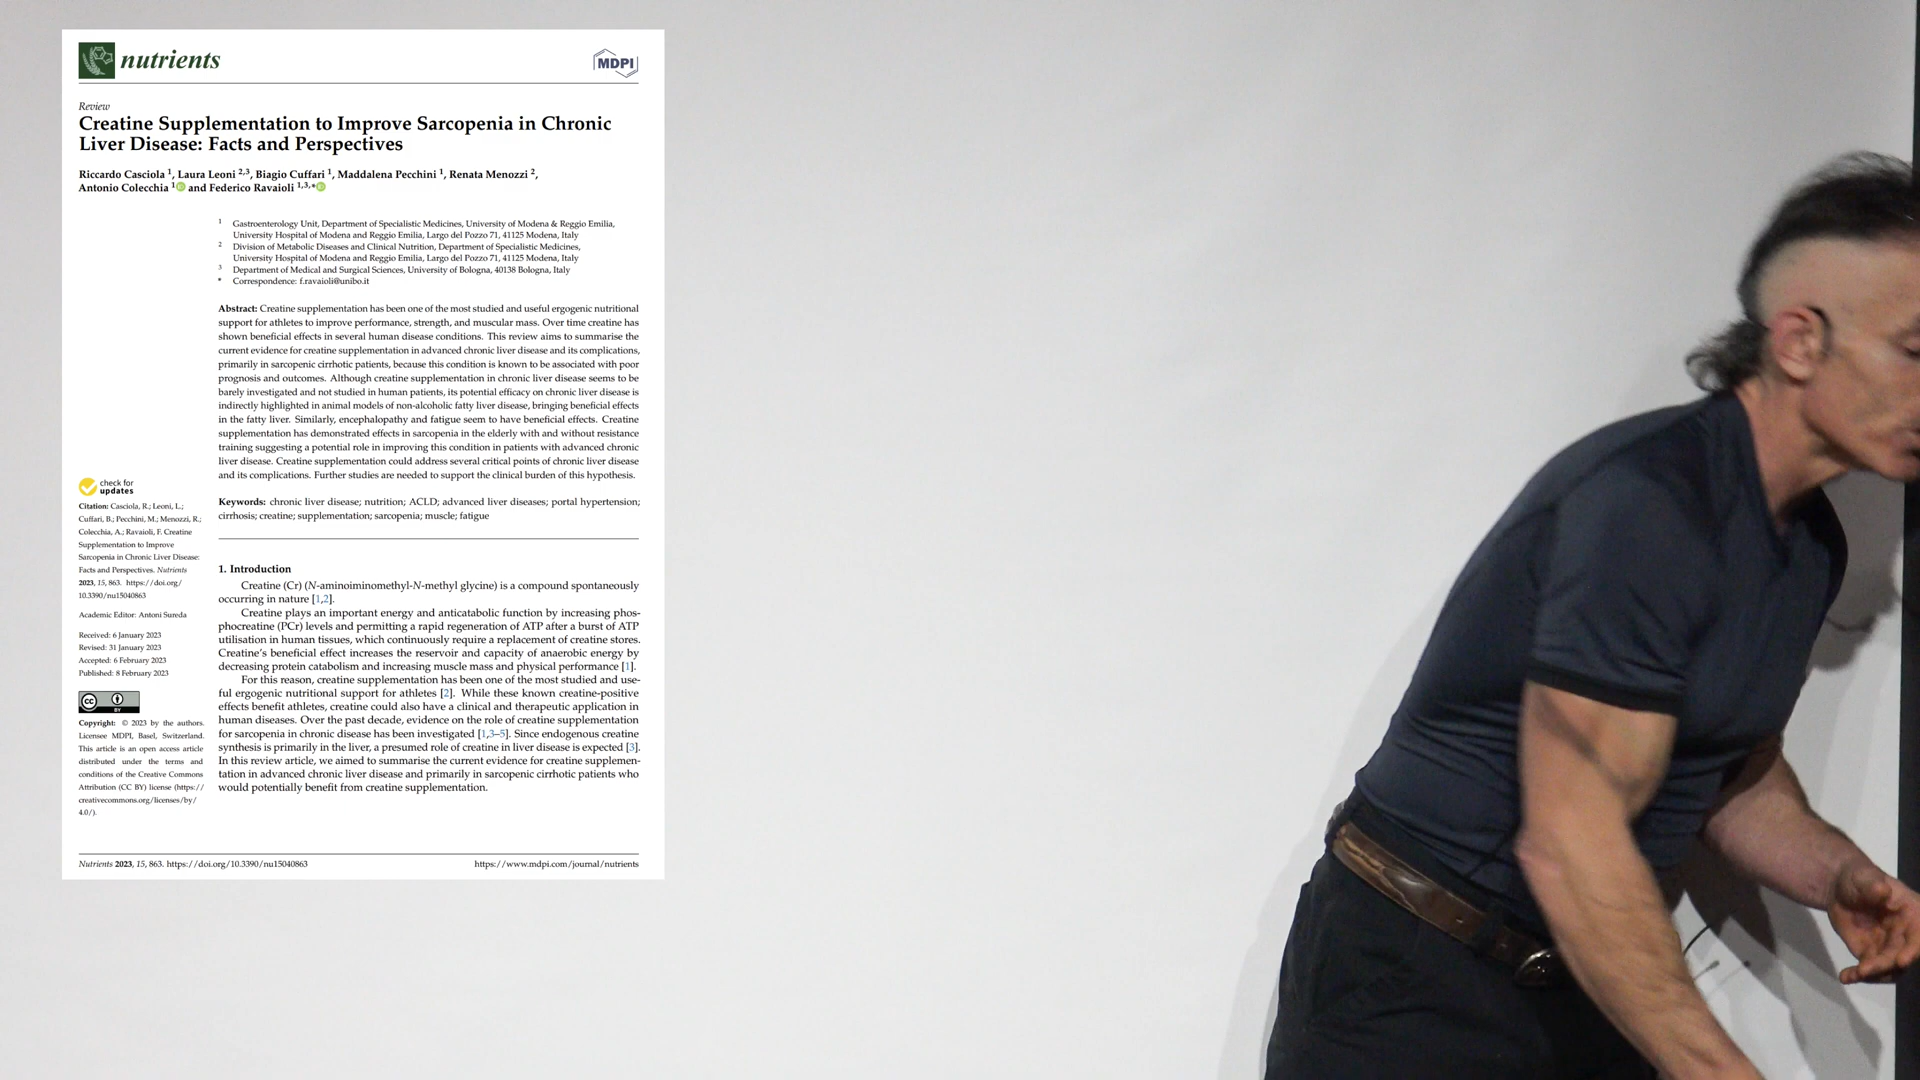 nutrients
MDPI
Review
Creatine Supplementation to Improve Sarcopenia in Chronic
Liver Disease: Facts and Perspectives
Riccardo Casciola 1, Laura Leoni 2,3, Biagio Cuffari 1, Maddalena Pecchini 1, Renata Menozzi 2,
Antonio Colecchia 1 and Federico Ravaioli 1,3,*
1 Gastroenterology Unit, Department of Specialistic Medicines, University of Modena & Reggio Emilia,
University Hospital of Modena and Reggio Emilia, Largo del Pozzo 71, 41125 Modena, Italy
2 Division of Metabolic Diseases and Clinical Nutrition, Department of Specialistic Medicines,
University Hospital of Modena and Reggio Emilia, Largo del Pozzo 71, 41125 Modena, Italy
3 Department of Medical and Surgical Sciences, University of Bologna, 40138 Bologna, Italy
* Correspondence: f.ravaioli@unibo.it
Abstract: Creatine supplementation has been one of the most studied and useful ergogenic nutritional
support for athletes to improve performance, strength, and muscular mass. Over time creatine has
shown beneficial effects in several human disease conditions. This review aims to summarise the
current evidence for creatine supplementation in advanced chronic liver disease and its complications,
primarily in sarcopenic cirrhotic patients, because this condition is known to be associated with poor
prognosis and outcomes. Although creatine supplementation in chronic liver disease seems to be
barely investigated and not studied in human patients, its potential efficacy on chronic liver disease is
indirectly highlighted in animal models of non-alcoholic fatty liver disease, bringing beneficial effects
in the fatty liver. Similarly, encephalopathy and fatigue seem to have beneficial effects. Creatine
supplementation has demonstrated effects in sarcopenia in the elderly with and without resistance
training suggesting a potential role in improving this condition in patients with advanced chronic
liver disease. Creatine supplementation could address several critical points of chronic liver disease
and its complications. Further studies are needed to support the clinical burden of this hypothesis.
Keywords: chronic liver disease; nutrition; ACLD; advanced liver diseases; portal hypertension;
cirrhosis; creatine; supplementation; sarcopenia; muscle; fatigue
check for
updates
Citation: Casciola, R.; Leoni, L.;
Cuffari, B.; Pecchini, M.; Menozzi, R.;
Colecchia, A.; Ravaioli, F. Creatine
Supplementation to Improve
Sarcopenia in Chronic Liver Disease:
Facts and Perspectives. Nutrients
2023, 15, 863. https://doi.org/
10.3390/nu15040863
Academic Editor: Antoni Sureda
Received: 6 January 2023
Revised: 31 January 2023
Accepted: 6 February 2023
Published: 8 February 2023
cc BY
Copyright: © 2023 by the authors.
Licensee MDPI, Basel, Switzerland.
This article is an open access article
distributed under the terms and
conditions of the Creative Commons
Attribution (CC BY) license (https://
creativecommons.org/licenses/by/
4.0/).
1. Introduction
Creatine (Cr) (N-aminoiminomethyl-N-methyl glycine) is a compound spontaneously
occurring in nature [1,2].
Creatine plays an important energy and anticatabolic function by increasing phos-
phocreatine (PCr) levels and permitting a rapid regeneration of ATP after a burst of ATP
utilisation in human tissues, which continuously require a replacement of creatine stores.
Creatine's beneficial effect increases the reservoir and capacity of anaerobic energy by
decreasing protein catabolism and increasing muscle mass and physical performance [1].
For this reason, creatine supplementation has been one of the most studied and use-
ful ergogenic nutritional support for athletes [2]. While these known creatine-positive
effects benefit athletes, creatine could also have a clinical and therapeutic application in
human diseases. Over the past decade, evidence on the role of creatine supplementation
for sarcopenia in chronic disease has been investigated [1,3–5]. Since endogenous creatine
synthesis is primarily in the liver, a presumed role of creatine in liver disease is expected [3].
In this review article, we aimed to summarise the current evidence for creatine supplemen-
tation in advanced chronic liver disease and primarily in sarcopenic cirrhotic patients who
would potentially benefit from creatine supplementation.
Nutrients 2023, 15, 863. https://doi.org/10.3390/nu15040863
https://www.mdpi.com/journal/nutrients